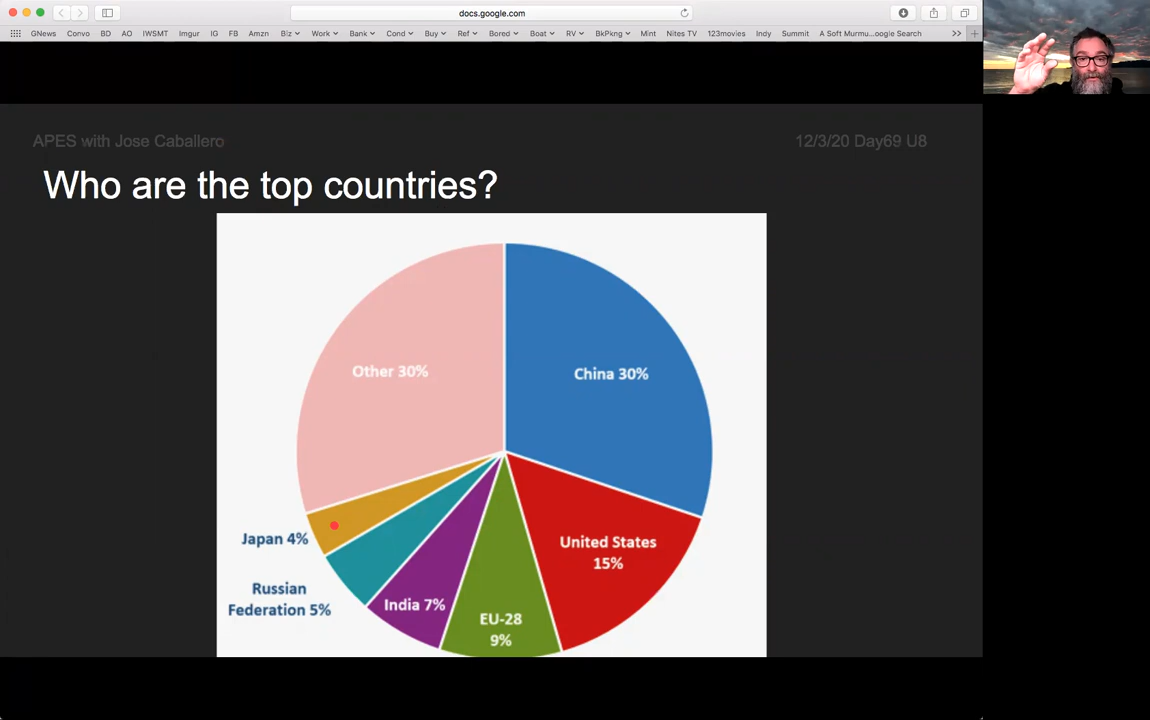 docs.google.com
GNews Convo BD AO IWSMT Imgur IG FB Amzn Biz Work Bank Cond Buy Ref Bored Boat RV BkPkng Mint Nites TV 123movies Indy Summit A Soft Murmu...oogle Search >>
APES with Jose Caballero 12/3/20 Day69 U8
Who are the top countries?
Other 30%
China 30%
Japan 4%
United States
15%
Russian
Federation 5%
India 7%
EU-28
9%